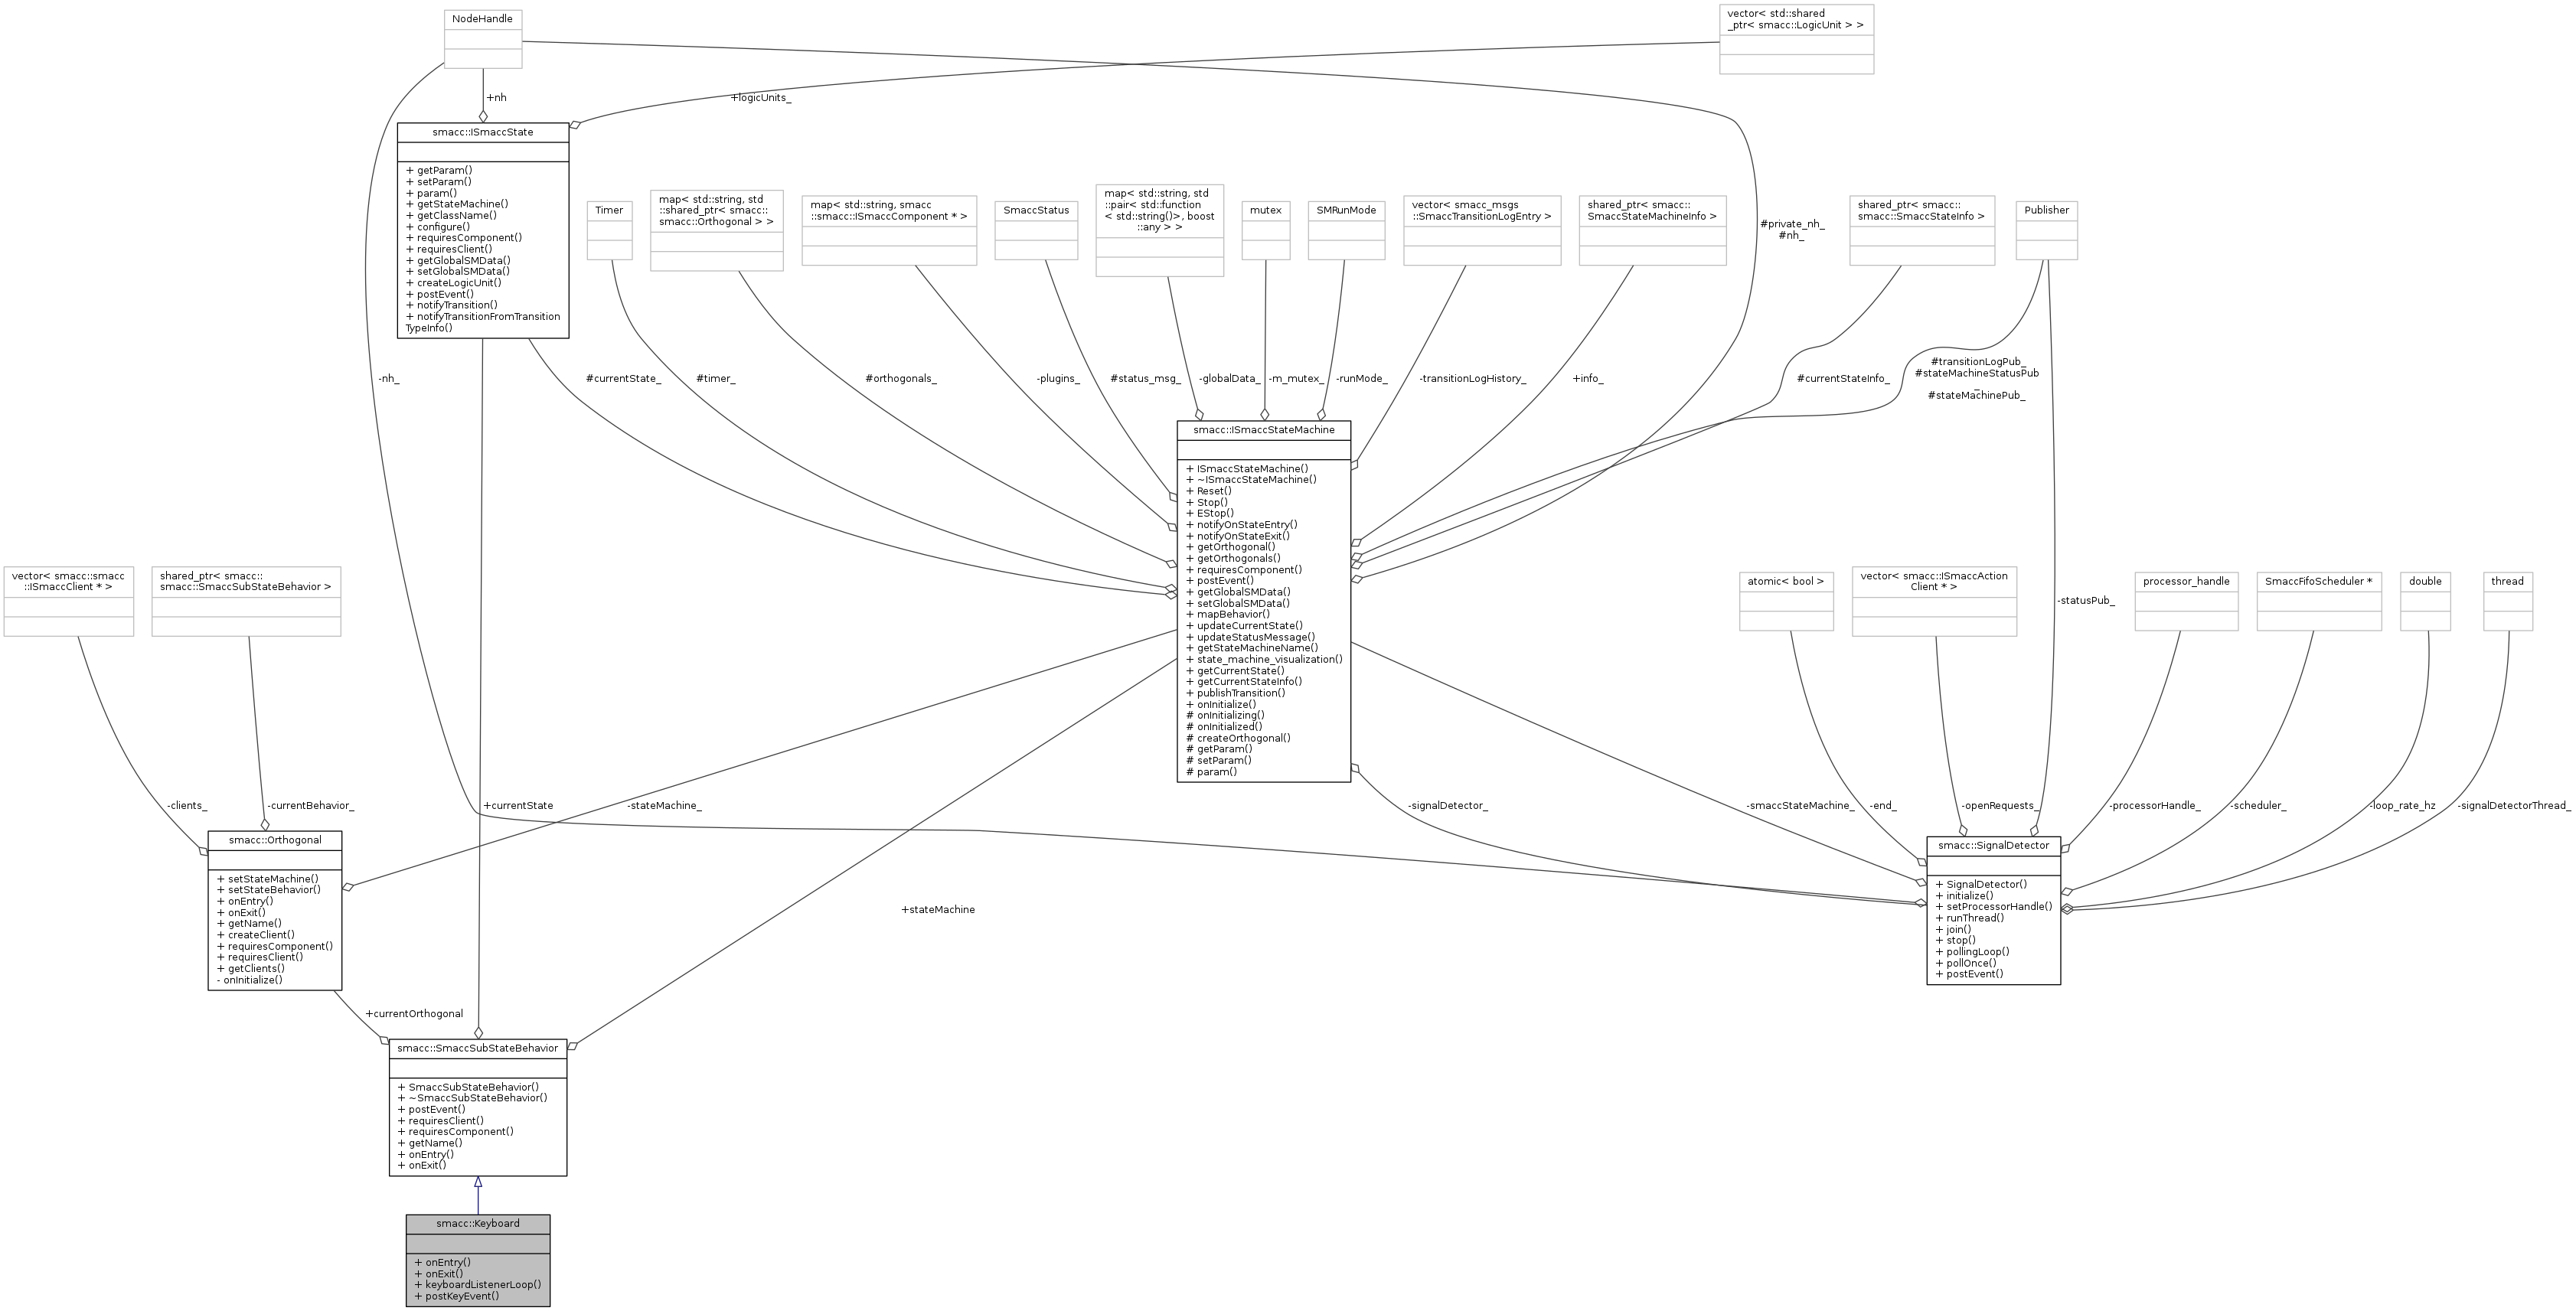 NodeHandle
vector< std::shared
_ptr< smacc::LogicUnit > >
+nh
+logicUnits_
smacc::ISmaccState
+ getParam()
+ setParam()
+ param()
+ getStateMachine()
+ getClassName()
+ configure()
+ requiresComponent()
+ requiresClient()
+ getGlobalSMData()
+ setGlobalSMData()
+ createLogicUnit()
+ postEvent()
+ notifyTransition()
+ notifyTransitionFromTransition
TypeInfo()
Timer
map< std::string, std
::shared_ptr< smacc::
smacc::Orthogonal > >
map< std::string, smacc
::smacc::ISmaccComponent * >
SmaccStatus
map< std::string, std
::pair< std::function
< std::string()>, boost
::any > >
mutex
SMRunMode
vector< smacc_msgs
::SmaccTransitionLogEntry >
shared_ptr< smacc::
SmaccStateMachineInfo >
#private_nh_
#nh_
shared_ptr< smacc::
smacc::SmaccStateInfo >
Publisher
-nh_
#currentState_
#timer_
#orthogonals_
-plugins_
#status_msg_
-globalData_
-m_mutex_
-runMode_
-transitionLogHistory_
+info_
#currentStateInfo_
#transitionLogPub_
#stateMachineStatusPub
_
#stateMachinePub_
smacc::ISmaccStateMachine
+ ISmaccStateMachine()
+ ~ISmaccStateMachine()
+ Reset()
+ Stop()
+ EStop()
+ notifyOnStateEntry()
+ notifyOnStateExit()
+ getOrthogonal()
+ getOrthogonals()
+ requiresComponent()
+ postEvent()
+ getGlobalSMData()
+ setGlobalSMData()
+ mapBehavior()
+ updateCurrentState()
+ updateStatusMessage()
+ getStateMachineName()
+ state_machine_visualization()
+ getCurrentState()
+ getCurrentStateInfo()
+ publishTransition()
+ onInitialize()
# onInitializing()
# onInitialized()
# createOrthogonal()
# getParam()
# setParam()
# param()
vector< smacc::smacc
::ISmaccClient * >
shared_ptr< smacc::
smacc::SmaccSubStateBehavior >
atomic< bool >
vector< smacc::ISmaccAction
Client * >
-statusPub_
processor_handle
SmaccFifoScheduler *
double
thread
-clients_
-currentBehavior_
+currentState
-stateMachine_
-signalDetector_
-smaccStateMachine_
-end_
-openRequests_
-processorHandle_
-scheduler_
-loop_rate_hz
-signalDetectorThread_
smacc::Orthogonal
+ setStateMachine()
+ setStateBehavior()
+ onEntry()
+ onExit()
+ getName()
+ createClient()
+ requiresComponent()
+ requiresClient()
+ getClients()
- onInitialize()
+stateMachine
smacc::SignalDetector
+ SignalDetector()
+ initialize()
+ setProcessorHandle()
+ runThread()
+ join()
+ stop()
+ pollingLoop()
+ pollOnce()
+ postEvent()
+currentOrthogonal
smacc::SmaccSubStateBehavior
+ SmaccSubStateBehavior()
+ ~SmaccSubStateBehavior()
+ postEvent()
+ requiresClient()
+ requiresComponent()
+ getName()
+ onEntry()
+ onExit()
smacc::Keyboard
+ onEntry()
+ onExit()
+ keyboardListenerLoop()
+ postKeyEvent()